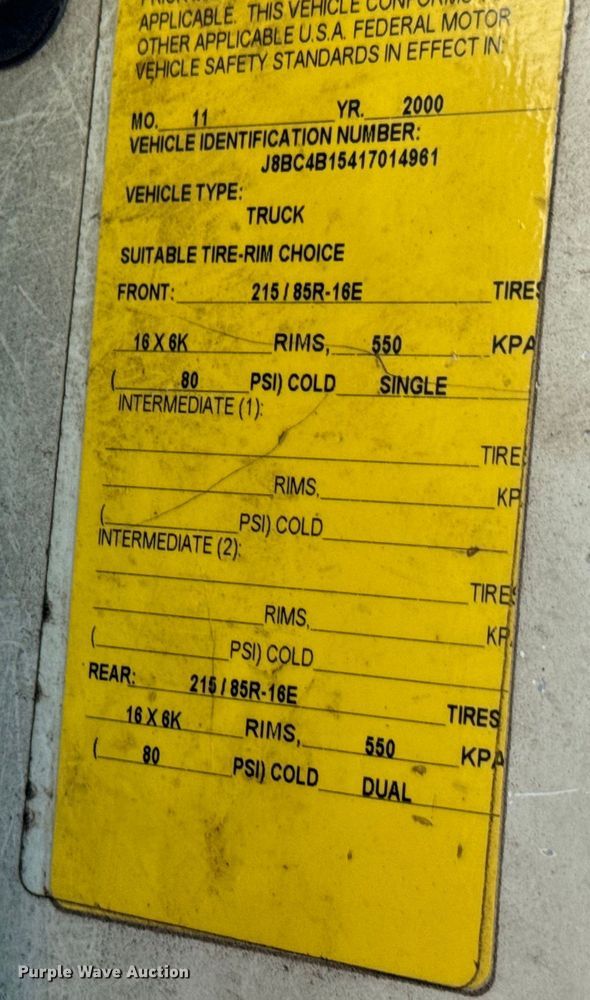 APPLICABLE. THIS VEHICLE CONFORMS
OTHER APPLICABLE U.S.A. FEDERAL MOTOR
VEHICLE SAFETY STANDARDS IN EFFECT IN:
MO. 11 YR. 2000
VEHICLE IDENTIFICATION NUMBER:
J8BC4B15417014961
VEHICLE TYPE:
TRUCK
SUITABLE TIRE-RIM CHOICE
FRONT: 215 / 85R-16E TIRES
16 X 6K RIMS, 550 KPA
( 80 PSI) COLD SINGLE
INTERMEDIATE (1):
TIRE
RIMS, KP
( PSI) COLD
INTERMEDIATE (2):
TIRES
RIMS, KP
( PSI) COLD
REAR: 215 / 85R-16E TIRES
16 X 6K RIMS, 550 KPA
( 80 PSI) COLD DUAL
Purple Wave Auction